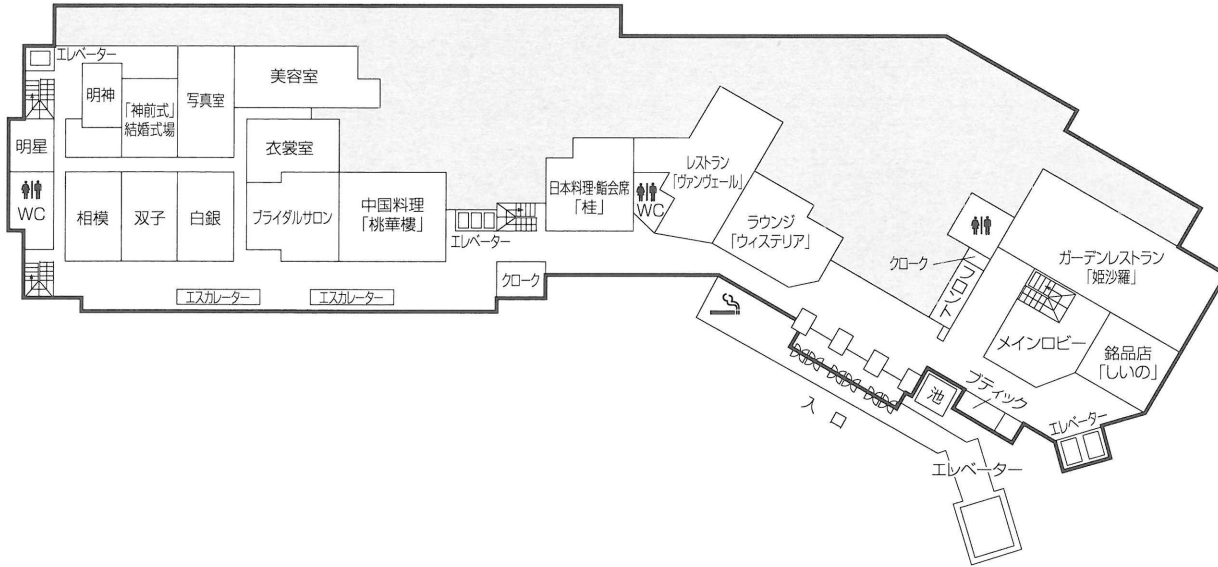 エレベーター
明神
「神前式」
結婚式場
写真室
美容室
明星
衣裳室
WC
相模
双子
白銀
ブライダルサロン
中国料理
「桃華樓」
エレベーター
日本料理・鮨会席
「桂」
WC
レストラン
「ヴァンヴェール」
ラウンジ
「ウィステリア」
クローク
フロント
ガーデンレストラン
「姫沙羅」
エスカレーター
エスカレーター
クローク
メインロビー
銘品店
「しいの」
ブティック
池
入口
エレベーター
エレベーター